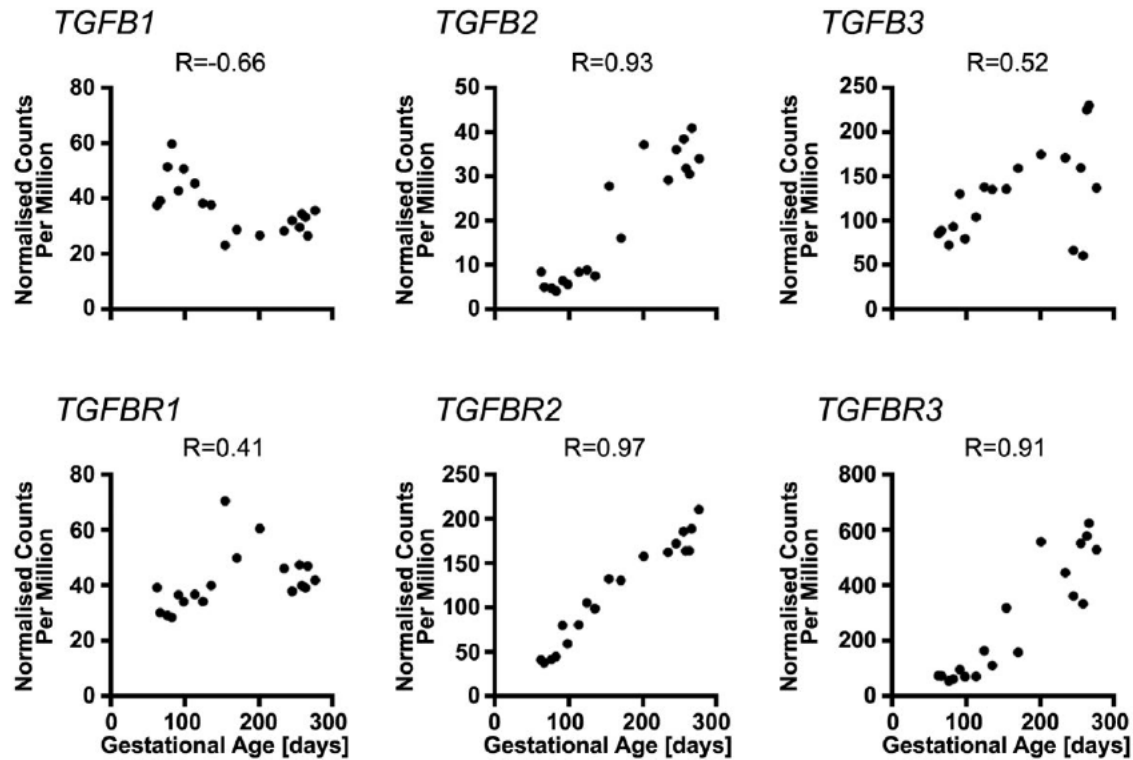 TGFB1
R=-0.66
Normalised Counts
Per Million
80
60
40
20
0
TGFB2
R=0.93
Normalised Counts
Per Million
50
40
30
20
10
0
0
100
200
300
TGFB3
R=0.52
Normalised Counts
Per Million
250
200
150
100
50
0
TGFBR1
R=0.41
Normalised Counts
Per Million
80
60
40
20
0
0 100 200 300
Gestational Age [days]
TGFBR2
R=0.97
Normalised Counts
Per Million
250
200
150
100
50
0
0 100 200 300
Gestational Age [days]
TGFBR3
R=0.91
Normalised Counts
Per Million
800
600
400
200
0
0 100 200 300
Gestational Age [days]